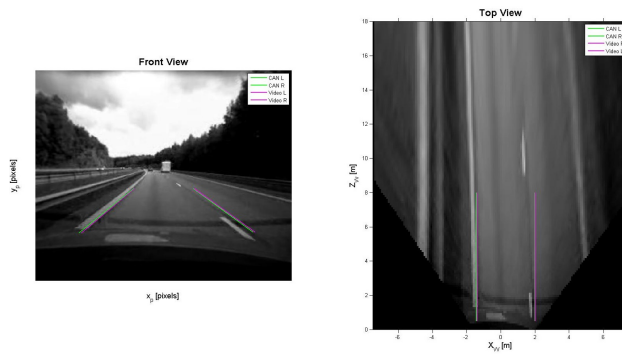 Front View
CAN L
CAN R
Video L
Video R
y_p [pixels]
x_p [pixels]
Top View
CAN L
CAN R
Video
Video
18
16
14
12
10
8
6
4
2
0
Z_W [m]
-6
-4
-2
0
2
4
6
X_W [m]